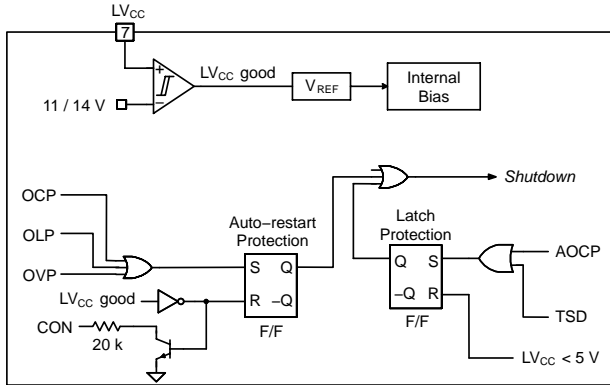 LVCC
7
+
−
11 / 14 V
LVCC good
VREF
Internal
Bias
Shutdown
OCP
OLP
OVP
Auto−restart
Protection
S
Q
R
−Q
F/F
LVCC good
CON
20 k
Latch
Protection
Q
S
−Q
R
F/F
AOCP
TSD
LVCC < 5 V